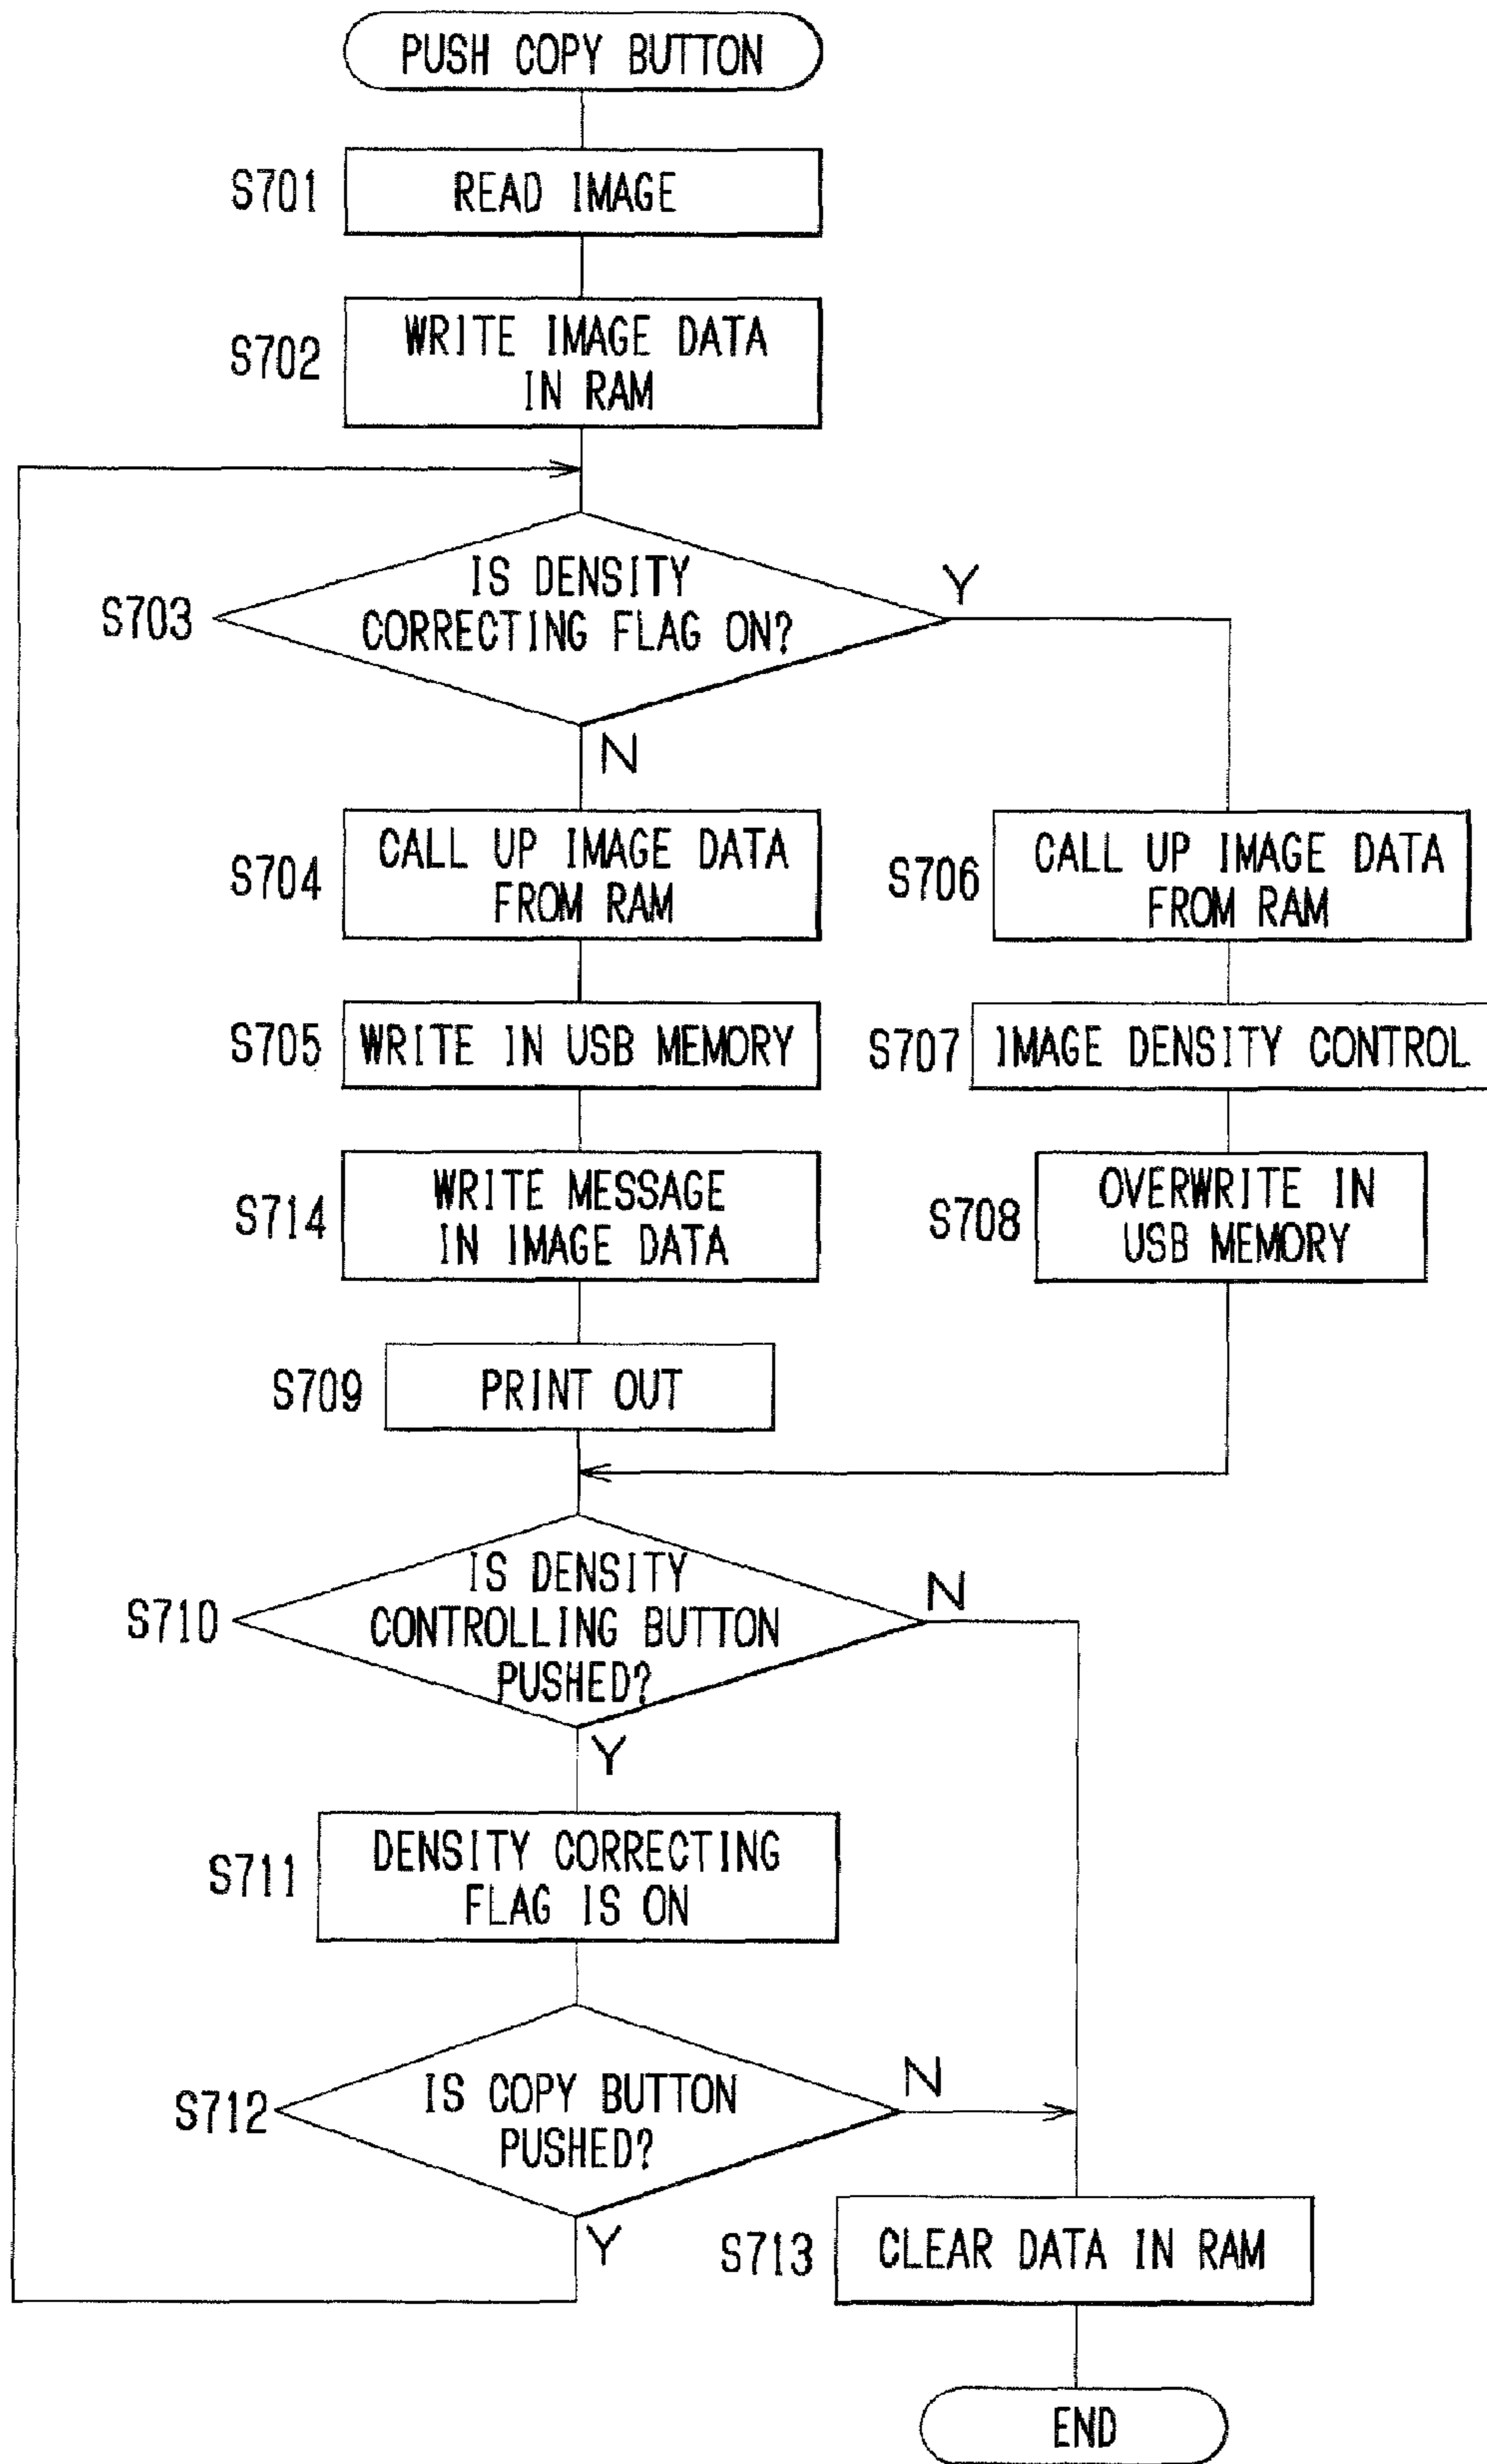 PUSH COPY BUTTON
S701
READ IMAGE
S702
WRITE IMAGE DATA
IN RAM
S703
IS DENSITY
CORRECTING FLAG ON?
Y
N
S704
CALL UP IMAGE DATA
FROM RAM
S706
CALL UP IMAGE DATA
FROM RAM
S705
WRITE IN USB MEMORY
S707
IMAGE DENSITY CONTROL
S714
WRITE MESSAGE
IN IMAGE DATA
S708
OVERWRITE IN
USB MEMORY
S709
PRINT OUT
S710
IS DENSITY
CONTROLLING BUTTON
PUSHED?
N
Y
S711
DENSITY CORRECTING
FLAG IS ON
S712
IS COPY BUTTON
PUSHED?
N
Y
S713
CLEAR DATA IN RAM
END